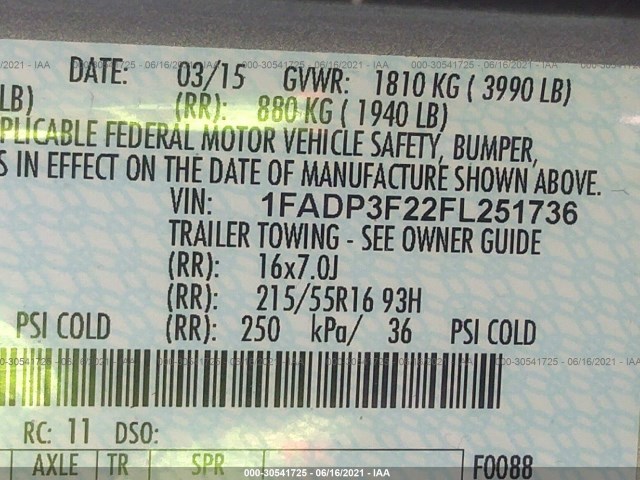 DATE: 03/15 GVWR: 1810 KG ( 3990 LB)
LB) (RR): 880 KG ( 1940 LB)
PLICABLE FEDERAL MOTOR VEHICLE SAFETY, BUMPER,
S IN EFFECT ON THE DATE OF MANUFACTURE SHOWN ABOVE.
VIN: 1FADP3F22FL251736
TRAILER TOWING - SEE OWNER GUIDE
(RR): 16x7.0J
(RR): 215/55R16 93H
PSI COLD (RR): 250 kPa/ 36 PSI COLD
RC: 11 DSO:
AXLE TR SPR F0088
000-30541725 - 06/16/2021 - IAA